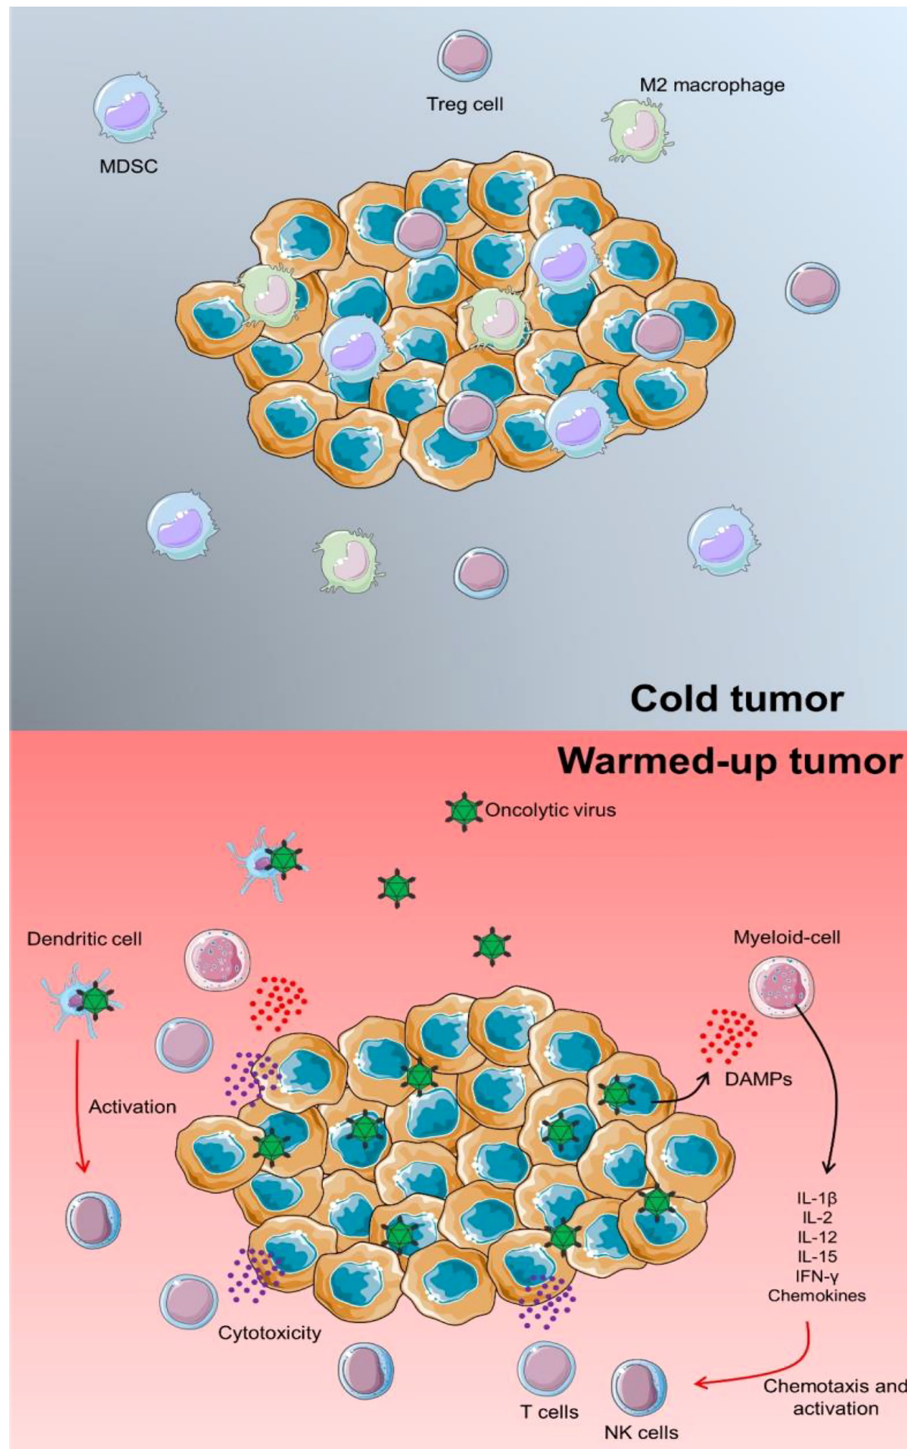 Treg cell
M2 macrophage
MDSC
Cold tumor
Warmed-up tumor
Oncolytic virus
Dendritic cell
Myeloid-cell
DAMPs
Activation
IL-1β
IL-2
IL-12
IL-15
IFN-γ
Chemokines
Cytotoxicity
Chemotaxis and
activation
T cells
NK cells